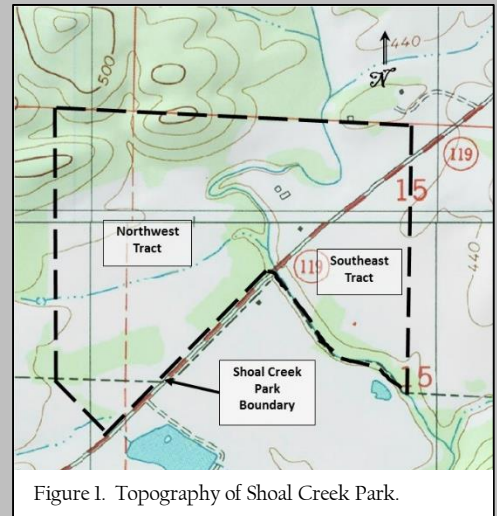 440
N
500
119
15
Northwest
Tract
119
Southeast
Tract
440
Shoal Creek
Park
Boundary
15
Figure 1. Topography of Shoal Creek Park.